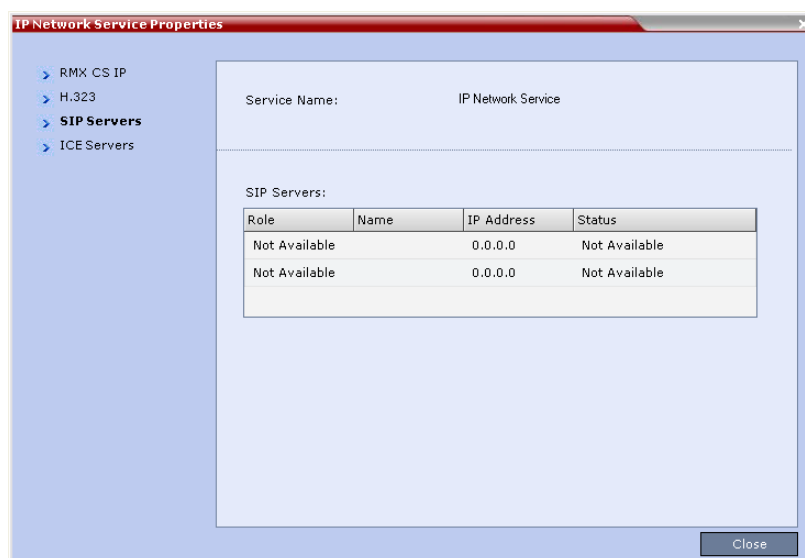 IP Network Service Properties
RMX CS IP
H.323
SIP Servers
ICE Servers
Service Name: IP Network Service
SIP Servers:
Role Name IP Address Status
Not Available 0.0.0.0 Not Available
Not Available 0.0.0.0 Not Available
Close